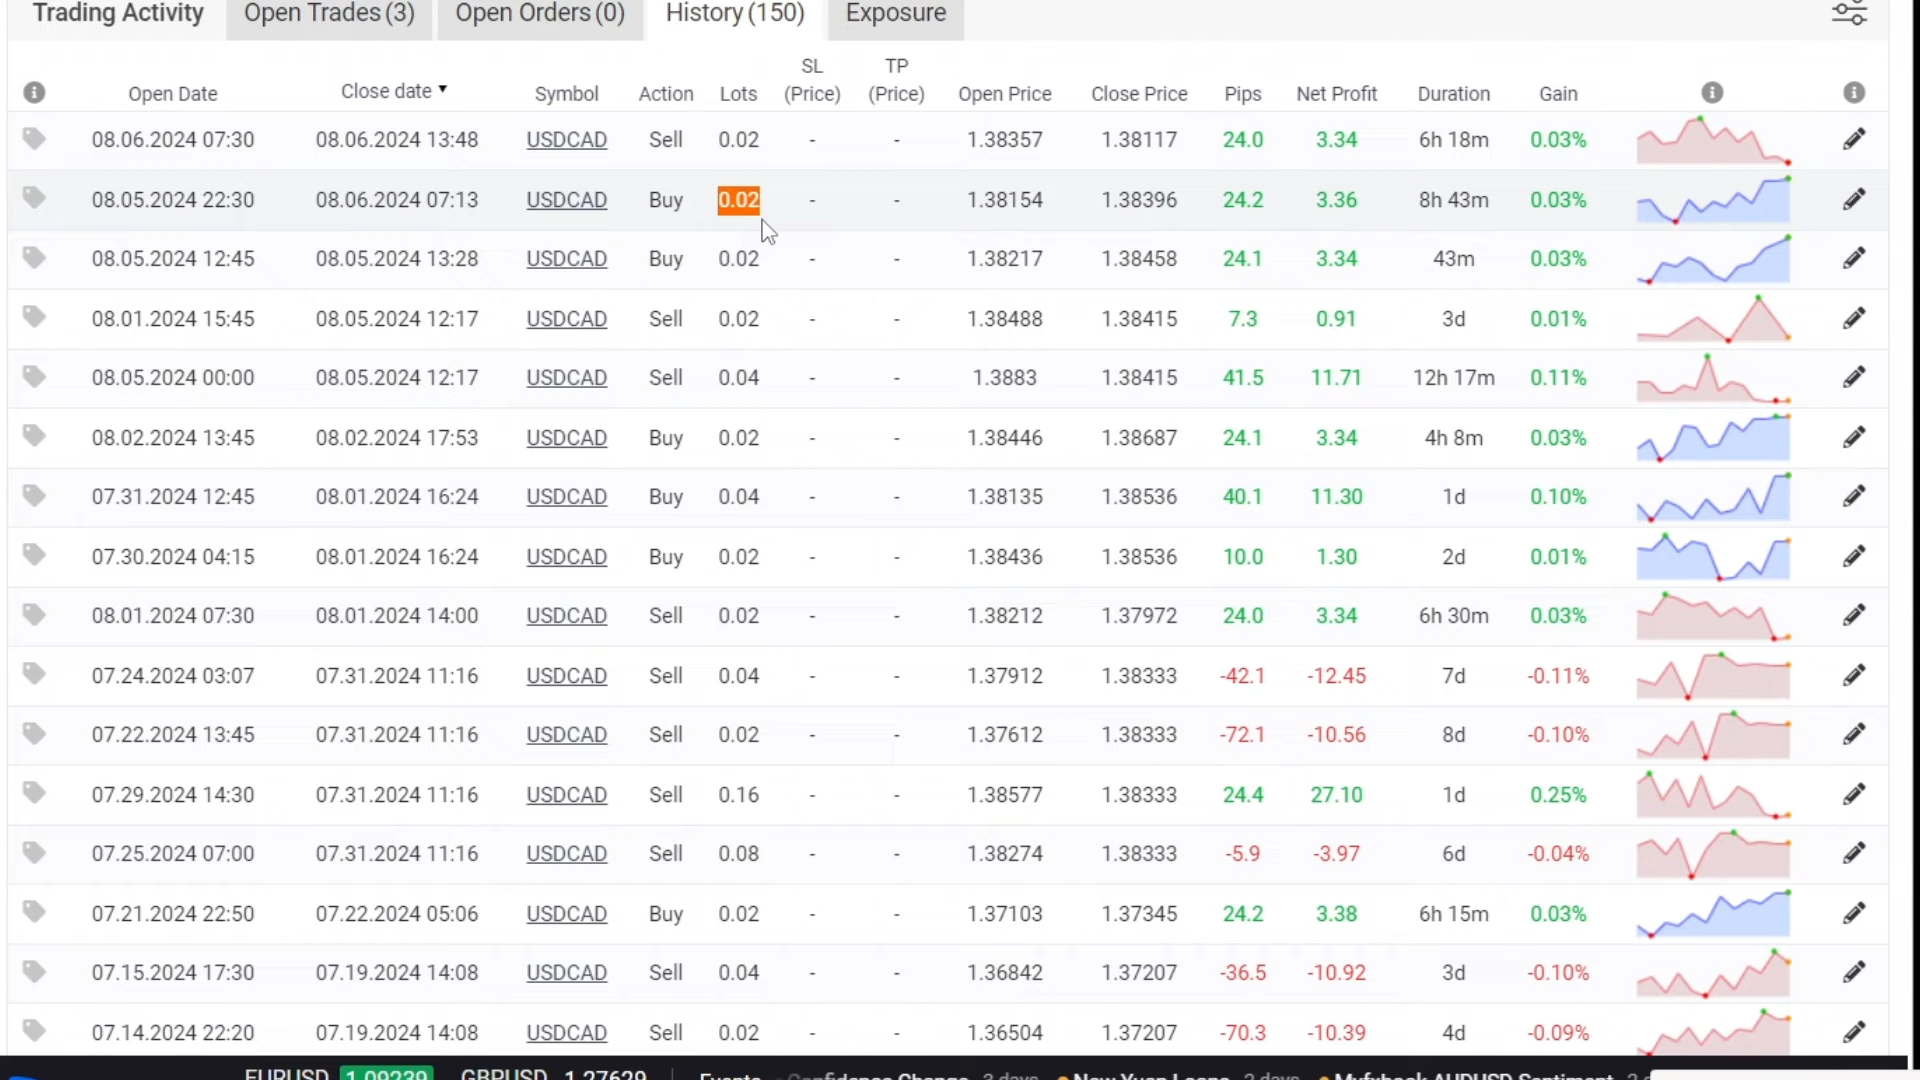 Trading Activity Open Trades (3) Open Orders (0) History (150) Exposure
SL TP
Open Date Close date ▼ Symbol Action Lots (Price) (Price) Open Price Close Price Pips Net Profit Duration Gain
08.06.2024 07:30 08.06.2024 13:48 USDCAD Sell 0.02 - - 1.38357 1.38117 24.0 3.34 6h 18m 0.03%
08.05.2024 22:30 08.06.2024 07:13 USDCAD Buy 0.02 - - 1.38154 1.38396 24.2 3.36 8h 43m 0.03%
08.05.2024 12:45 08.05.2024 13:28 USDCAD Buy 0.02 - - 1.38217 1.38458 24.1 3.34 43m 0.03%
08.01.2024 15:45 08.05.2024 12:17 USDCAD Sell 0.02 - - 1.38488 1.38415 7.3 0.91 3d 0.01%
08.05.2024 00:00 08.05.2024 12:17 USDCAD Sell 0.04 - - 1.3883 1.38415 41.5 11.71 12h 17m 0.11%
08.02.2024 13:45 08.02.2024 17:53 USDCAD Buy 0.02 - - 1.38446 1.38687 24.1 3.34 4h 8m 0.03%
07.31.2024 12:45 08.01.2024 16:24 USDCAD Buy 0.04 - - 1.38135 1.38536 40.1 11.30 1d 0.10%
07.30.2024 04:15 08.01.2024 16:24 USDCAD Buy 0.02 - - 1.38436 1.38536 10.0 1.30 2d 0.01%
08.01.2024 07:30 08.01.2024 14:00 USDCAD Sell 0.02 - - 1.38212 1.37972 24.0 3.34 6h 30m 0.03%
07.24.2024 03:07 07.31.2024 11:16 USDCAD Sell 0.04 - - 1.37912 1.38333 -42.1 -12.45 7d -0.11%
07.22.2024 13:45 07.31.2024 11:16 USDCAD Sell 0.02 - - 1.37612 1.38333 -72.1 -10.56 8d -0.10%
07.29.2024 14:30 07.31.2024 11:16 USDCAD Sell 0.16 - - 1.38577 1.38333 24.4 27.10 1d 0.25%
07.25.2024 07:00 07.31.2024 11:16 USDCAD Sell 0.08 - - 1.38274 1.38333 -5.9 -3.97 6d -0.04%
07.21.2024 22:50 07.22.2024 05:06 USDCAD Buy 0.02 - - 1.37103 1.37345 24.2 3.38 6h 15m 0.03%
07.15.2024 17:30 07.19.2024 14:08 USDCAD Sell 0.04 - - 1.36842 1.37207 -36.5 -10.92 3d -0.10%
07.14.2024 22:20 07.19.2024 14:08 USDCAD Sell 0.02 - - 1.36504 1.37207 -70.3 -10.39 4d -0.09%
EURUSD 1.09239 GBPUSD 1.27629 Events Confidence Change 3 days New Yuan Loans 2 days Myfxbook AUDUSD Sentiment